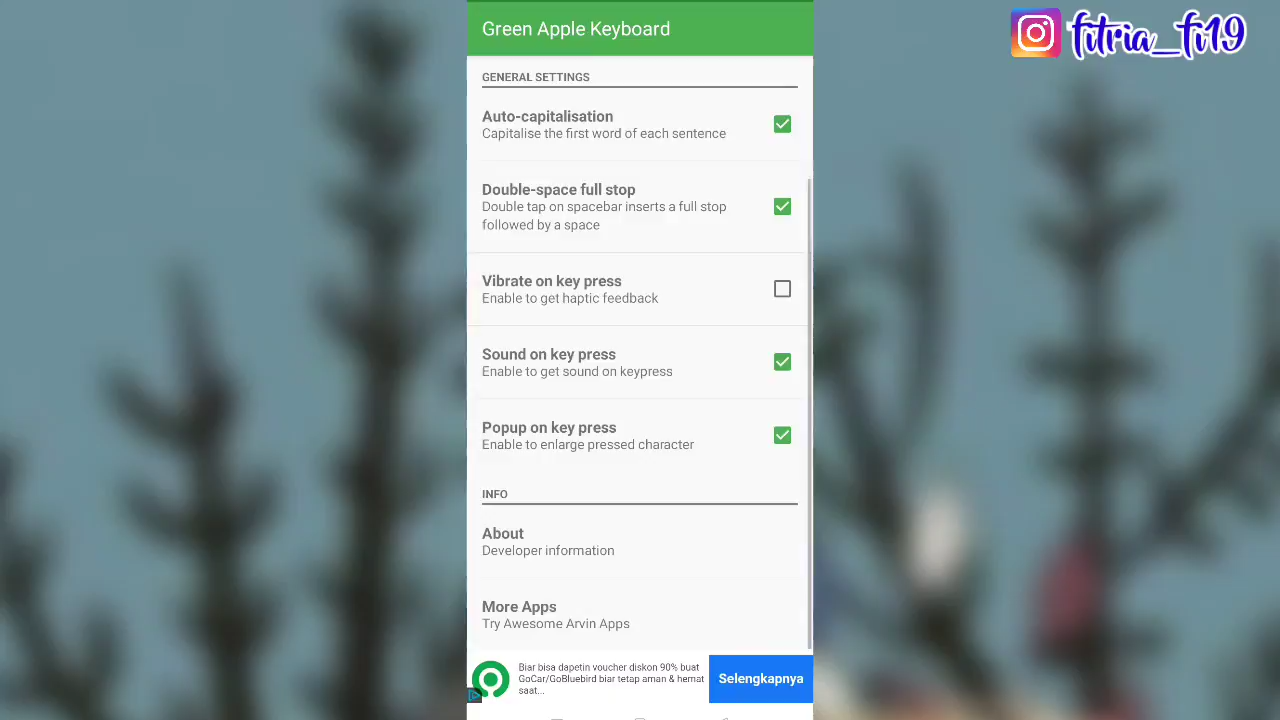 Green Apple Keyboard
fitria_fi19
GENERAL SETTINGS
Auto-capitalisation
Capitalise the first word of each sentence
Double-space full stop
Double tap on spacebar inserts a full stop
followed by a space
Vibrate on key press
Enable to get haptic feedback
Sound on key press
Enable to get sound on keypress
Popup on key press
Enable to enlarge pressed character
INFO
About
Developer information
More Apps
Try Awesome Arvin Apps
Biar bisa dapetin voucher diskon 90% buat
GoCar/GoBluebird biar tetap aman & hemat
saat...
Selengkapnya